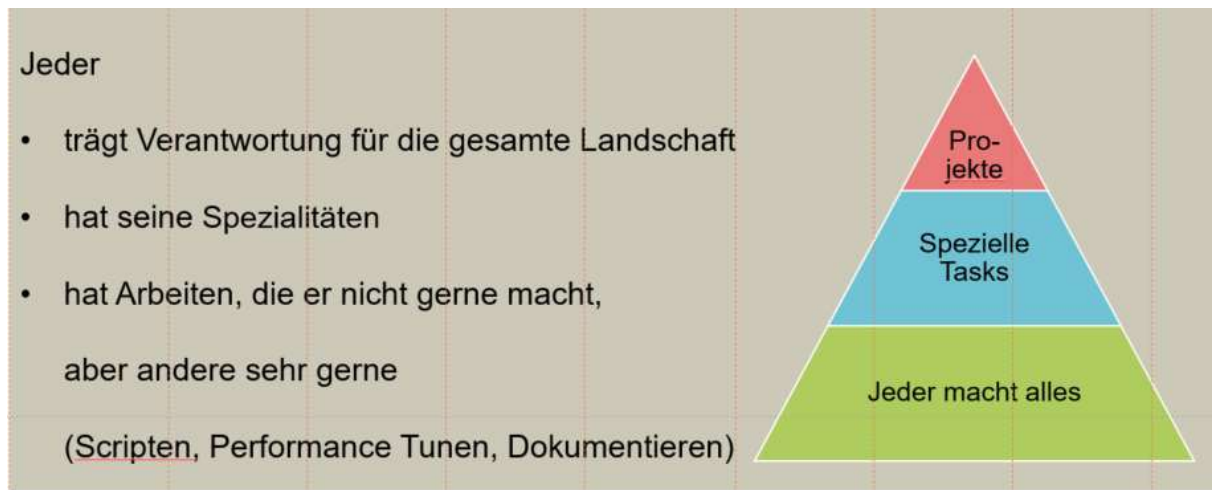 Jeder
• trägt Verantwortung für die gesamte Landschaft
• hat seine Spezialitäten
• hat Arbeiten, die er nicht gerne macht,
aber andere sehr gerne
(Scripten, Performance Tunen, Dokumentieren)
Pro-
jekte
Spezielle
Tasks
Jeder macht alles